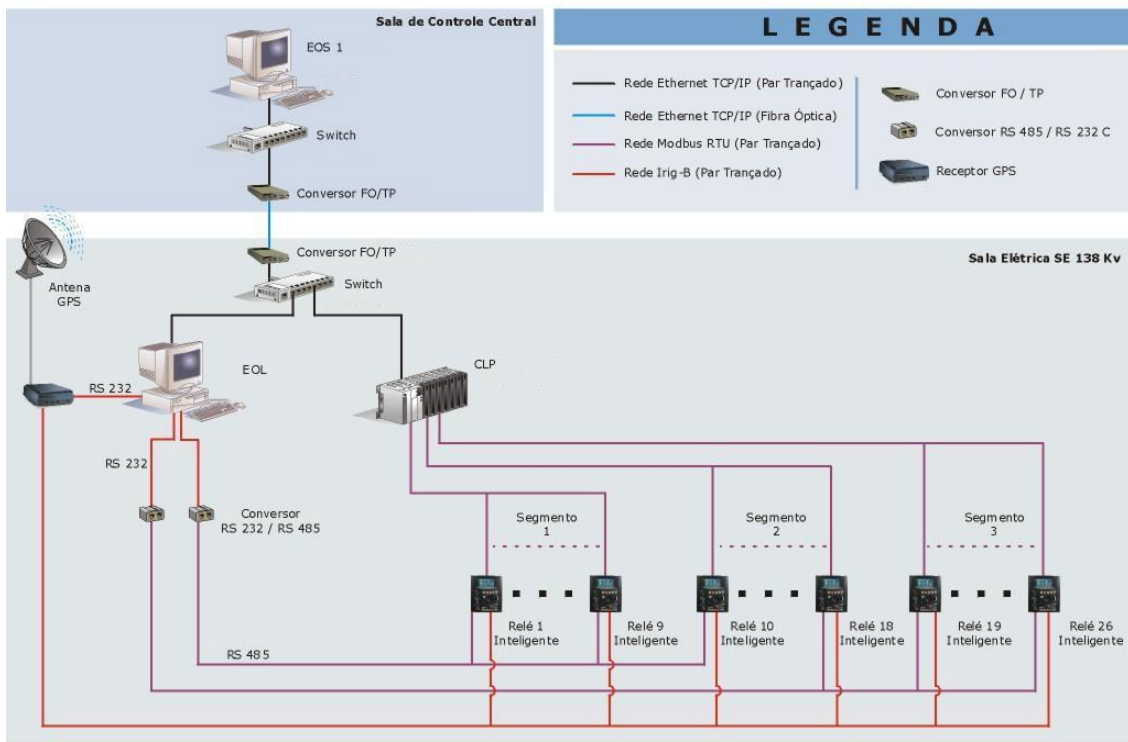 Sala de Controle Central
EOS 1
Switch
Conversor FO/TP
L E G E N D A
Rede Ethernet TCP/IP (Par Trançado)
Rede Ethernet TCP/IP (Fibra Óptica)
Rede Modbus RTU (Par Trançado)
Rede Irig-B (Par Trançado)
Conversor FO / TP
Conversor RS 485 / RS 232 C
Receptor GPS
Conversor FO/TP
Sala Elétrica SE 138 Kv
Antena
GPS
Switch
EOL
CLP
RS 232
RS 232
Conversor
RS 232 / RS 485
Segmento
1
Segmento
2
Segmento
3
Relé 1
Inteligente
Relé 9
Inteligente
Relé 10
Inteligente
Relé 18
Inteligente
Relé 19
Inteligente
Relé 26
Inteligente
RS 485